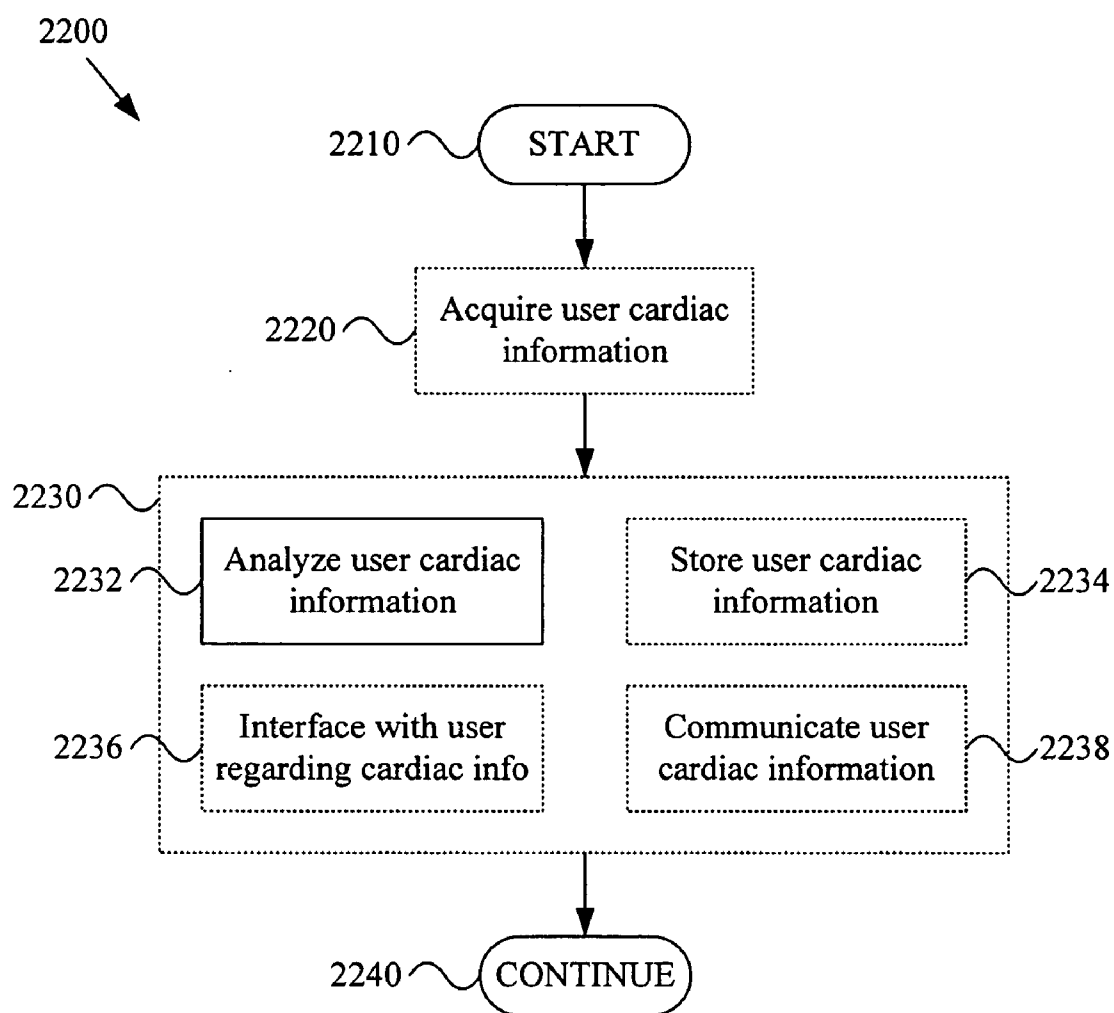 2200
2210
START
2220
Acquire user cardiac
information
2230
2232
Analyze user cardiac
information
Store user cardiac
information
2234
2236
Interface with user
regarding cardiac info
Communicate user
cardiac information
2238
2240
CONTINUE